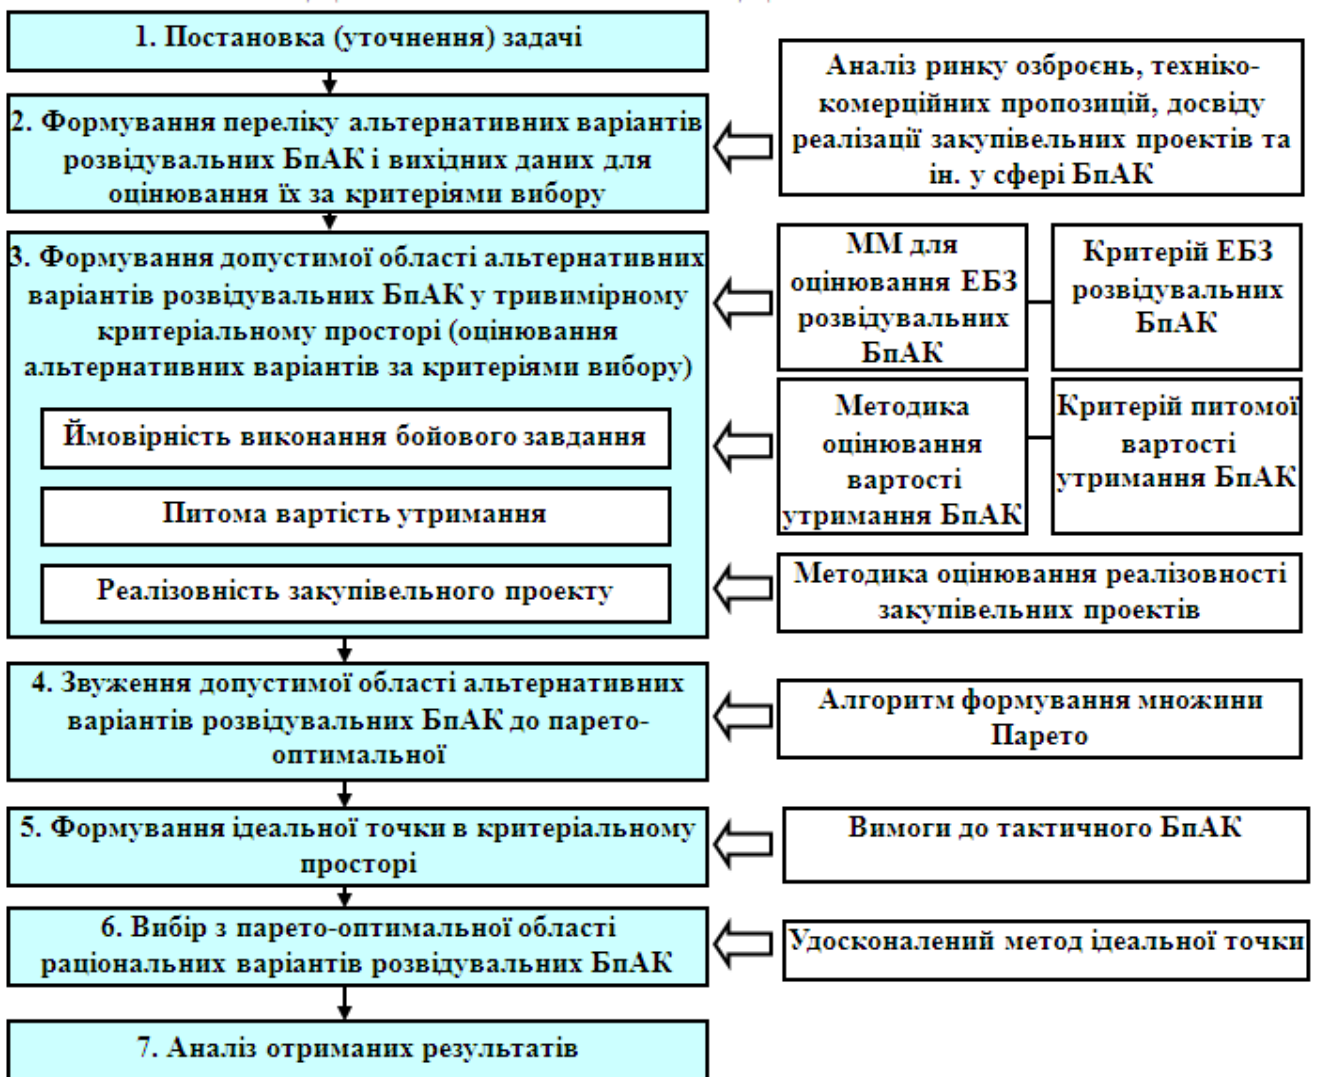 1. Постановка (уточнення) задачі
Аналіз ринку озброєнь, техніко-
комерційних пропозицій, досвіду
реалізації закупівельних проектів та
ін. у сфері БпАК
2. Формування переліку альтернативних варіантів
розвідувальних БпАК і вихідних даних для
оцінювання їх за критеріями вибору
3. Формування допустимої області альтернативних
варіантів розвідувальних БпАК у тривимірному
критеріальному просторі (оцінювання
альтернативних варіантів за критеріями вибору)
ММ для
оцінювання ЕБЗ
розвідувальних
БпАК
Критерій ЕБЗ
розвідувальних
БпАК
Ймовірність виконання бойового завдання
Методика
оцінювання
вартості
утримання БпАК
Критерій питомої
вартості
утримання БпАК
Питома вартість утримання
Реалізовність закупівельного проекту
Методика оцінювання реалізовності
закупівельних проектів
4. Звуження допустимої області альтернативних
варіантів розвідувальних БпАК до парето-
оптимальної
Алгоритм формування множини
Парето
5. Формування ідеальної точки в критеріальному
просторі
Вимоги до тактичного БпАК
6. Вибір з парето-оптимальної області
раціональних варіантів розвідувальних БпАК
Удосконалений метод ідеальної точки
7. Аналіз отриманих результатів